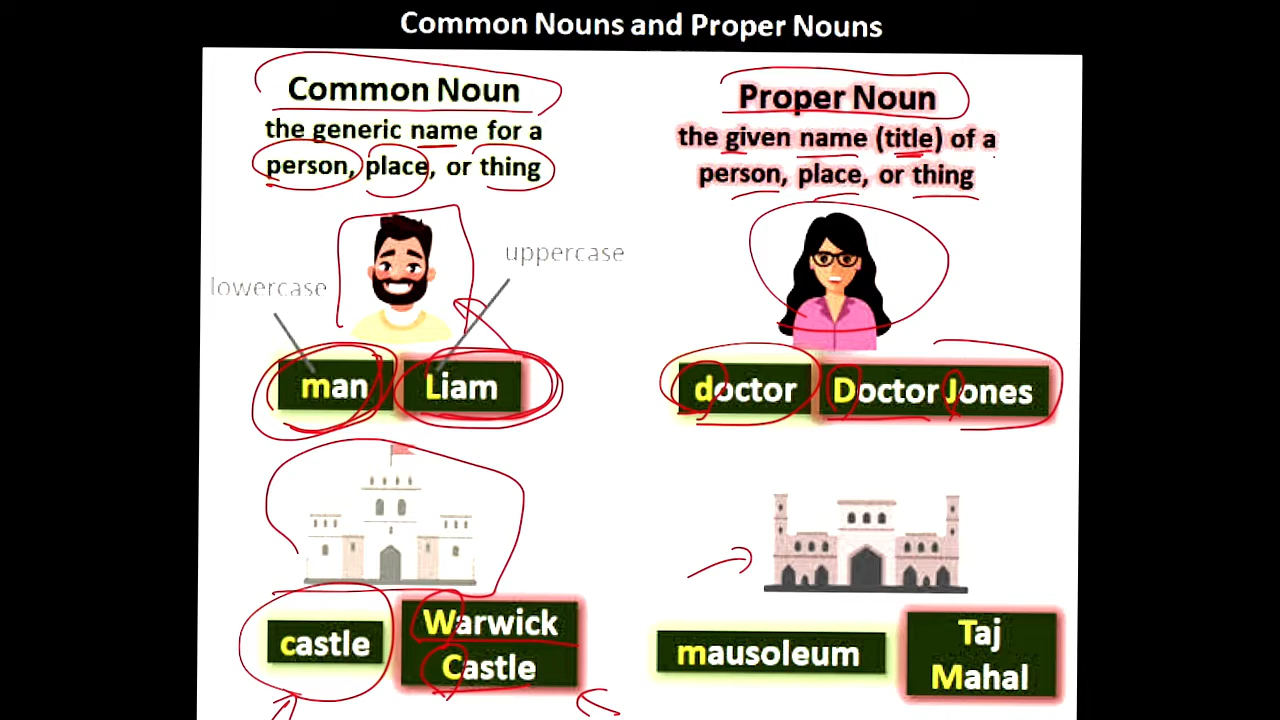 Common Nouns and Proper Nouns
Common Noun
the generic name for a
person, place, or thing
Proper Noun
the given name (title) of a
person, place, or thing
lowercase
uppercase
man
Liam
doctor
Doctor Jones
castle
Warwick
Castle
mausoleum
Taj
Mahal